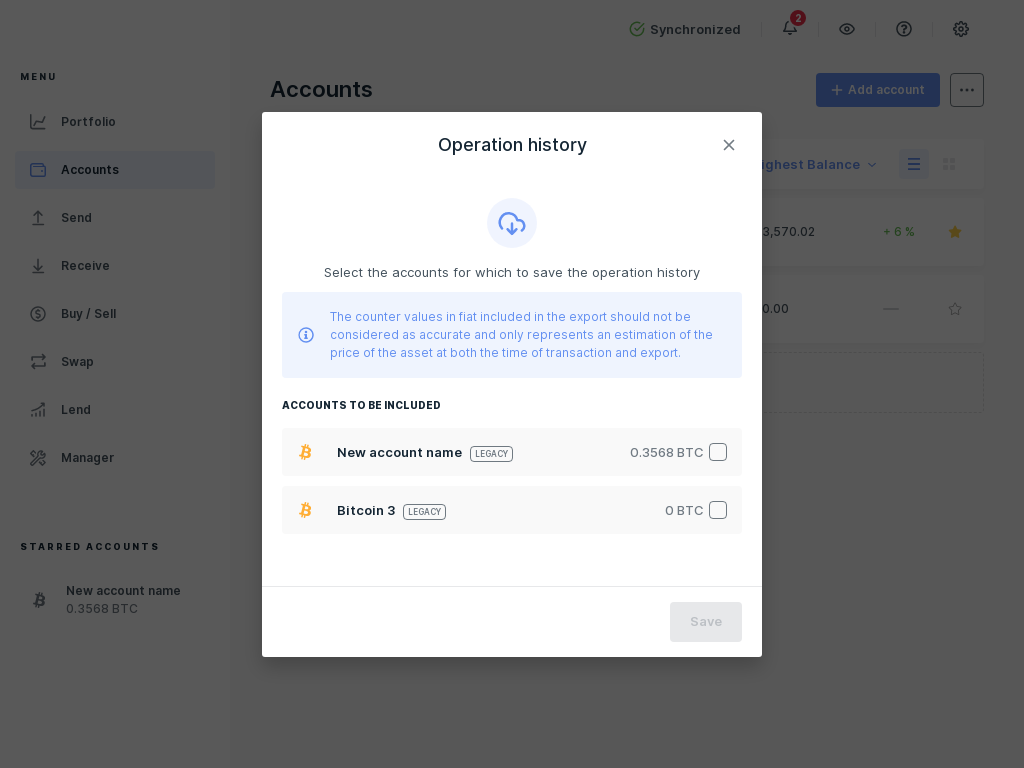 Synchronized
2
MENU
Portfolio
Accounts
Send
Receive
Buy / Sell
Swap
Lend
Manager
STARRED ACCOUNTS
New account name
0.3568 BTC
Accounts
Add account
Balance
3,570.02
+ 6 %
0.00
—
Operation history
Select the accounts for which to save the operation history
The counter values in fiat included in the export should not be
considered as accurate and only represents an estimation of the
price of the asset at both the time of transaction and export.
ACCOUNTS TO BE INCLUDED
New account name LEGACY 0.3568 BTC
Bitcoin 3 LEGACY 0 BTC
Save